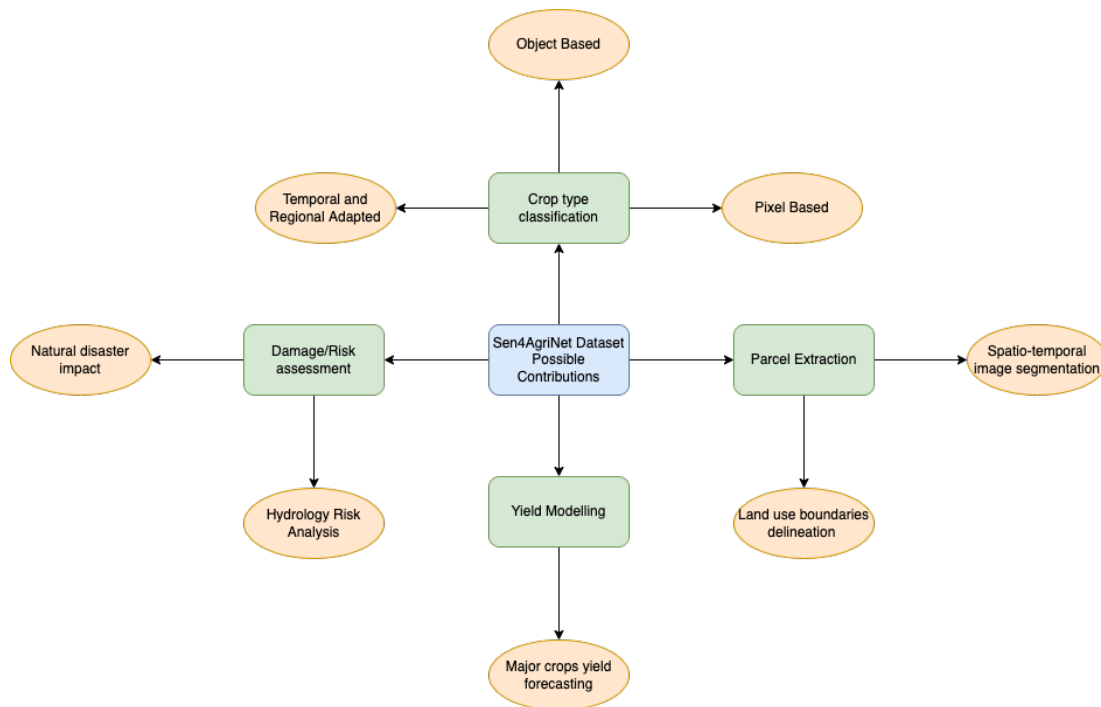 Object Based
Temporal and
Regional Adapted
Crop type
classification
Pixel Based
Natural disaster
impact
Damage/Risk
assessment
Sen4AgriNet Dataset
Possible
Contributions
Parcel Extraction
Spatio-temporal
image segmentation
Hydrology Risk
Analysis
Yield Modelling
Land use boundaries
delineation
Major crops yield
forecasting